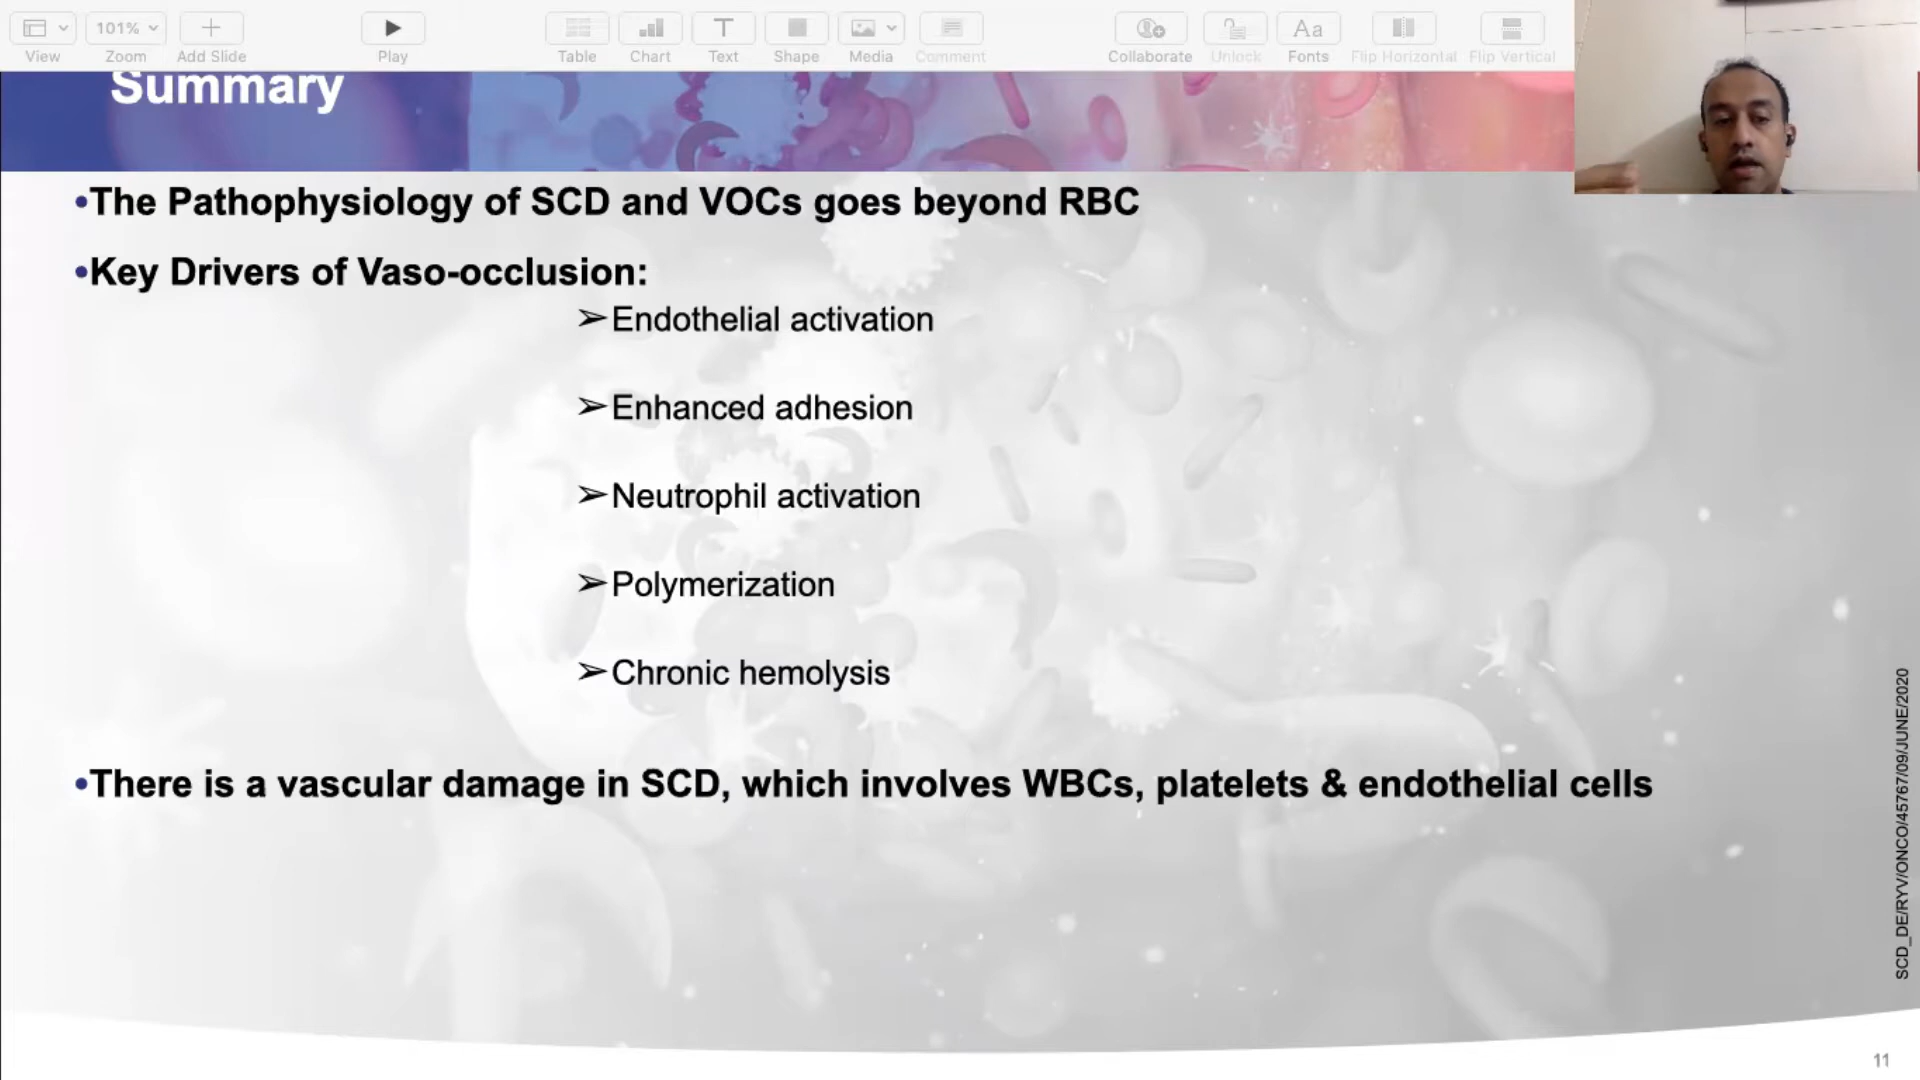 101%
View
Zoom
Add Slide
Play
Table
Chart
Text
Shape
Media
Comment
Collaborate
Unlock
Aa
Fonts
Flip Horizontal
Flip Vertical
Summary
•The Pathophysiology of SCD and VOCs goes beyond RBC
•Key Drivers of Vaso-occlusion:
➢Endothelial activation
➢Enhanced adhesion
➢Neutrophil activation
➢Polymerization
➢Chronic hemolysis
•There is a vascular damage in SCD, which involves WBCs, platelets & endothelial cells
SCD_DE/RYV/ONCO/45767/09/JUNE/2020
11